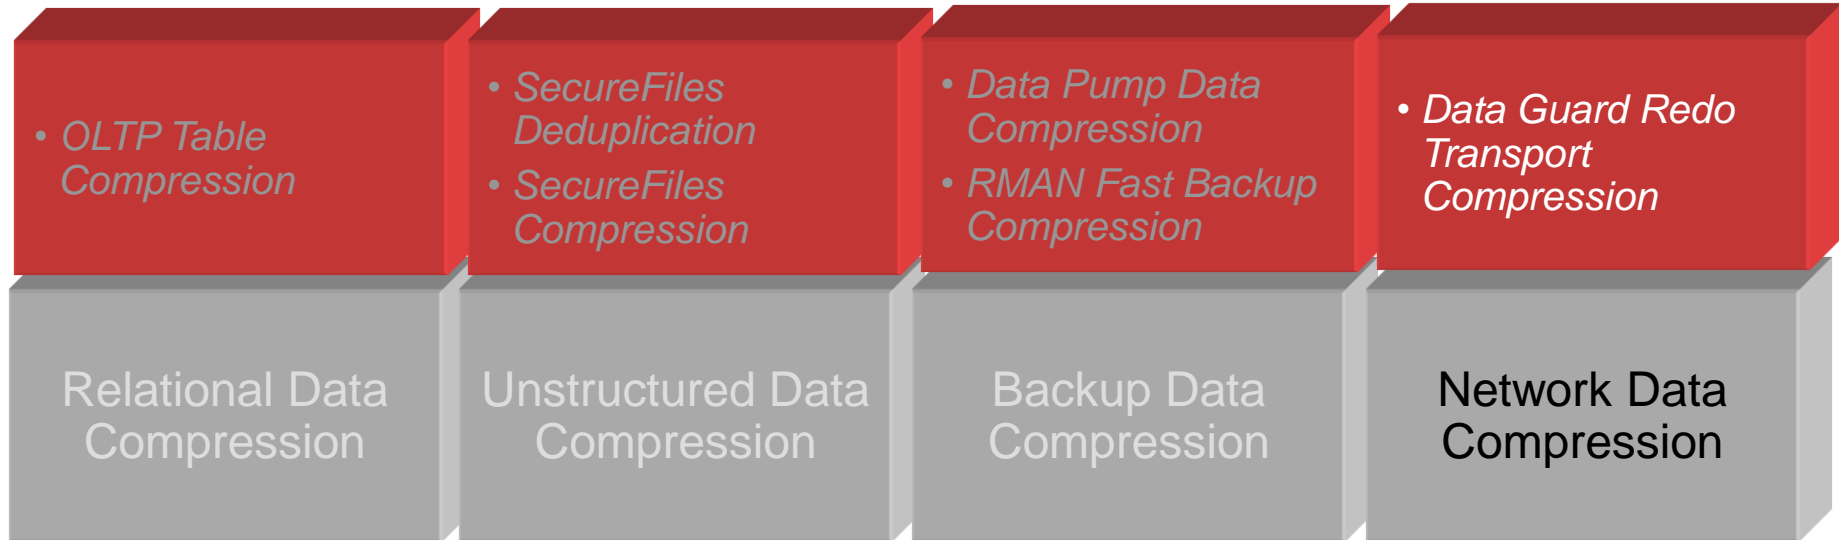 • OLTP Table
Compression
• SecureFiles
Deduplication
• SecureFiles
Compression
• Data Pump Data
Compression
• RMAN Fast Backup
Compression
• Data Guard Redo
Transport
Compression
Relational Data
Compression
Unstructured Data
Compression
Backup Data
Compression
Network Data
Compression